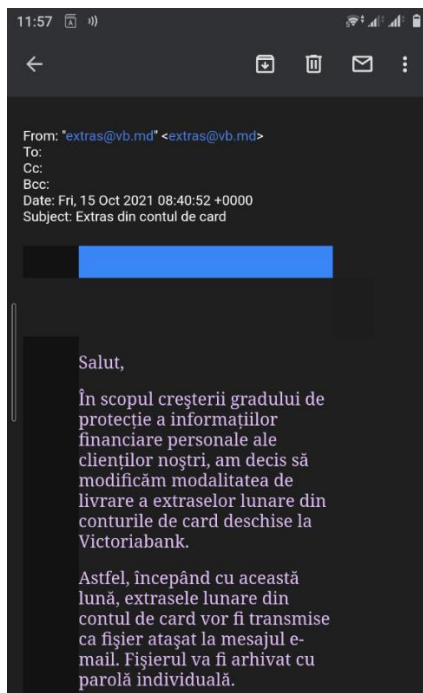 11:57
From: "extras@vb.md" <extras@vb.md>
To:
Cc:
Bcc:
Date: Fri, 15 Oct 2021 08:40:52 +0000
Subject: Extras din contul de card
Salut,
În scopul creşterii gradului de
protecție a informațiilor
financiare personale ale
clienților noștri, am decis să
modificăm modalitatea de
livrare a extraselor lunare din
conturile de card deschise la
Victoriabank.
Astfel, începând cu această
lună, extrasele lunare din
contul de card vor fi transmise
ca fişier ataşat la mesajul e-
mail. Fişierul va fi arhivat cu
parolă individuală.